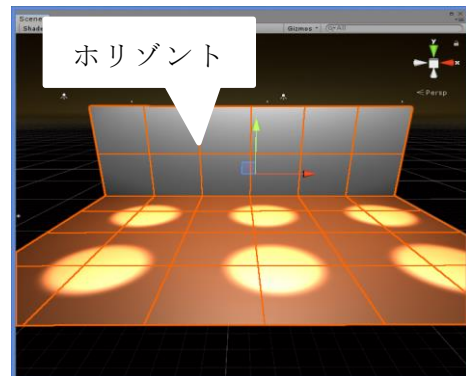 Scene
Shade
Gizmos
All
ホリゾント
y
x
Persp